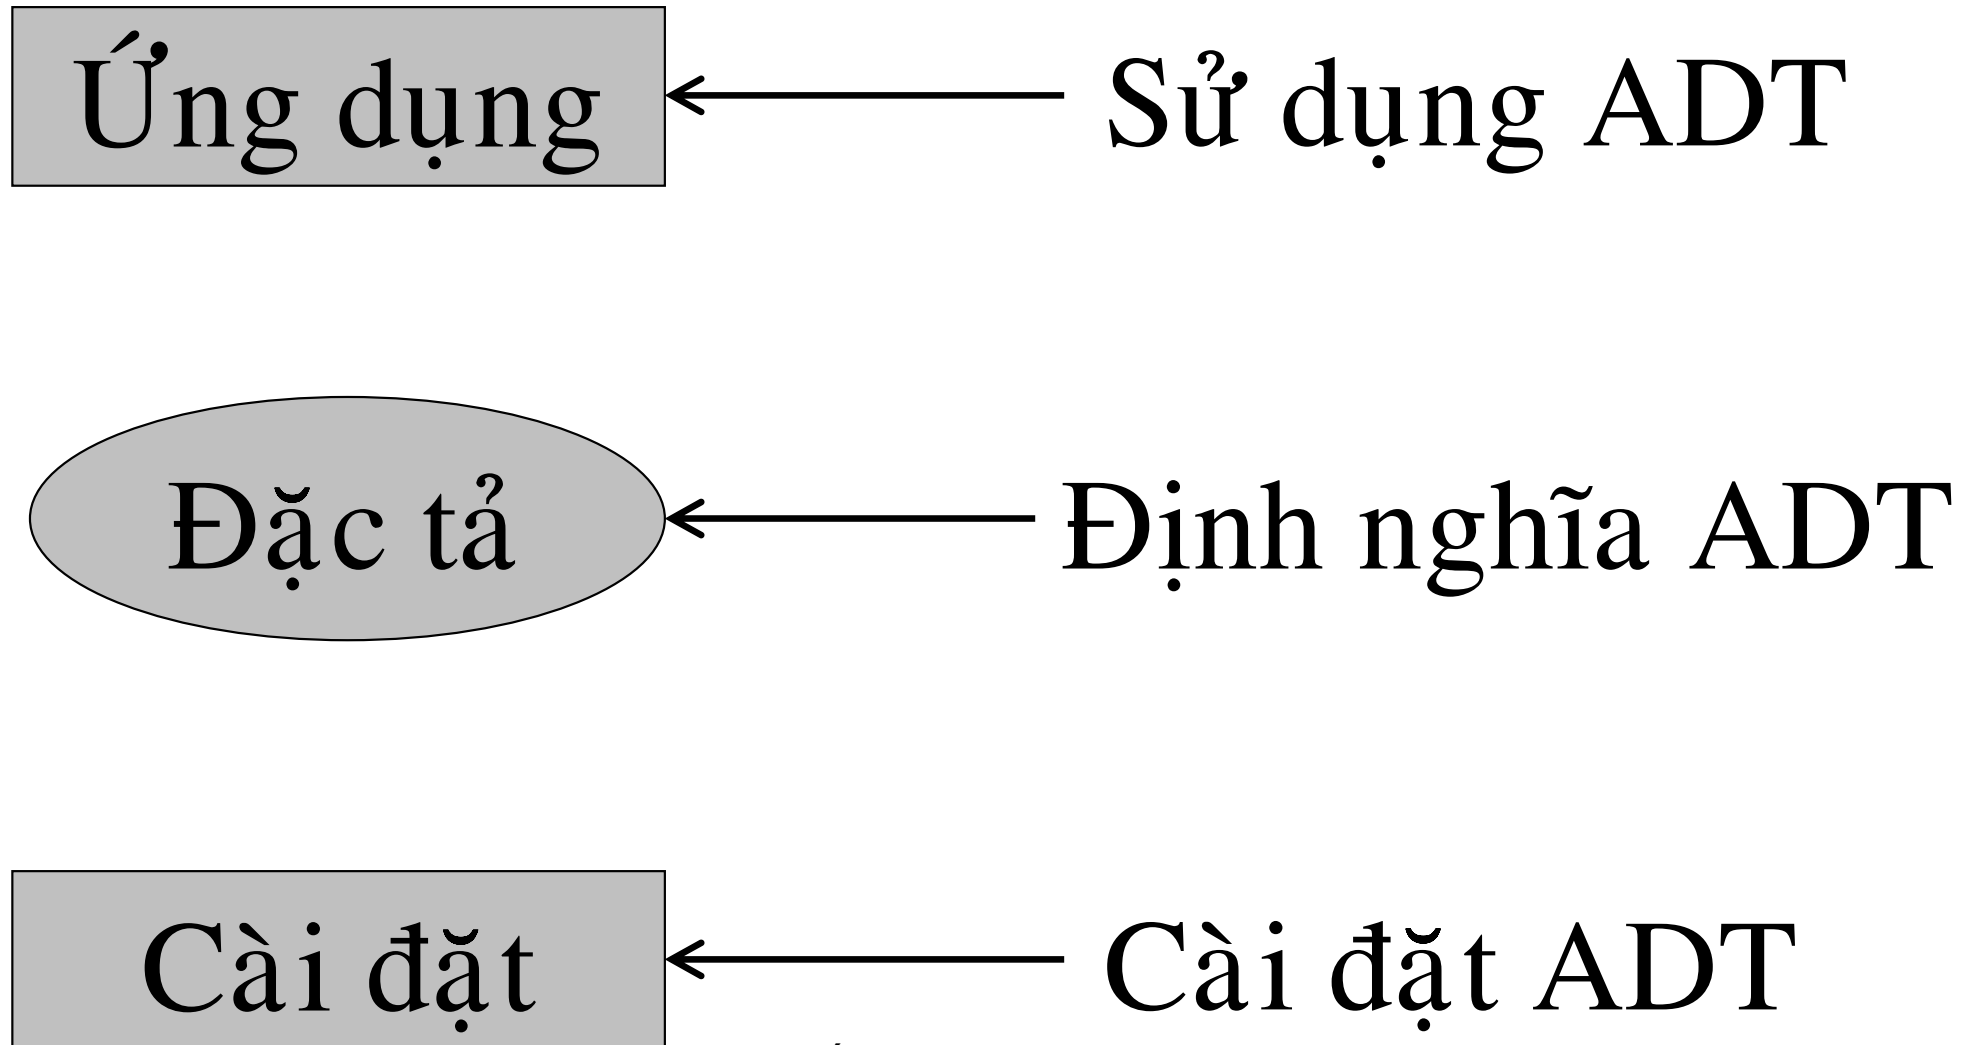 Ứng dụng
Sử dụng ADT
Đặc tả
Định nghĩa ADT
Cài đặt
Cài đặt ADT